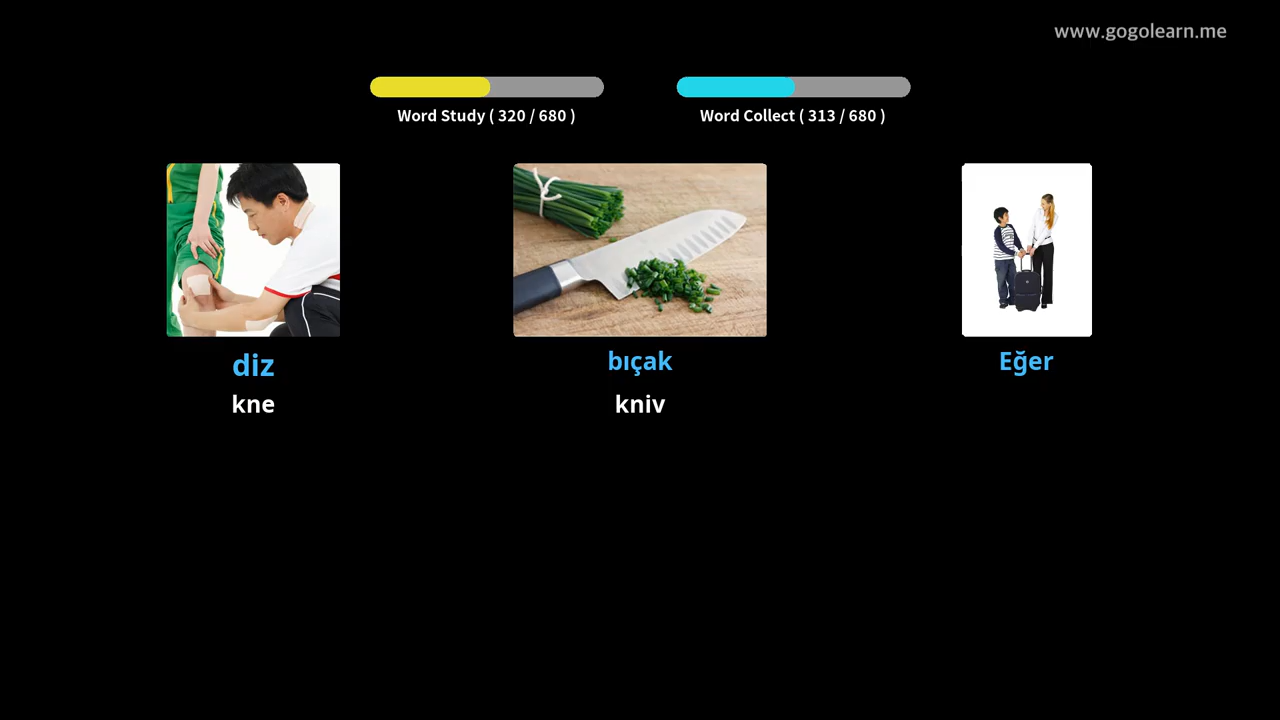 www.gogolearn.me
Word Study ( 320 / 680 )
Word Collect ( 313 / 680 )
diz
kne
bıçak
kniv
Eğer